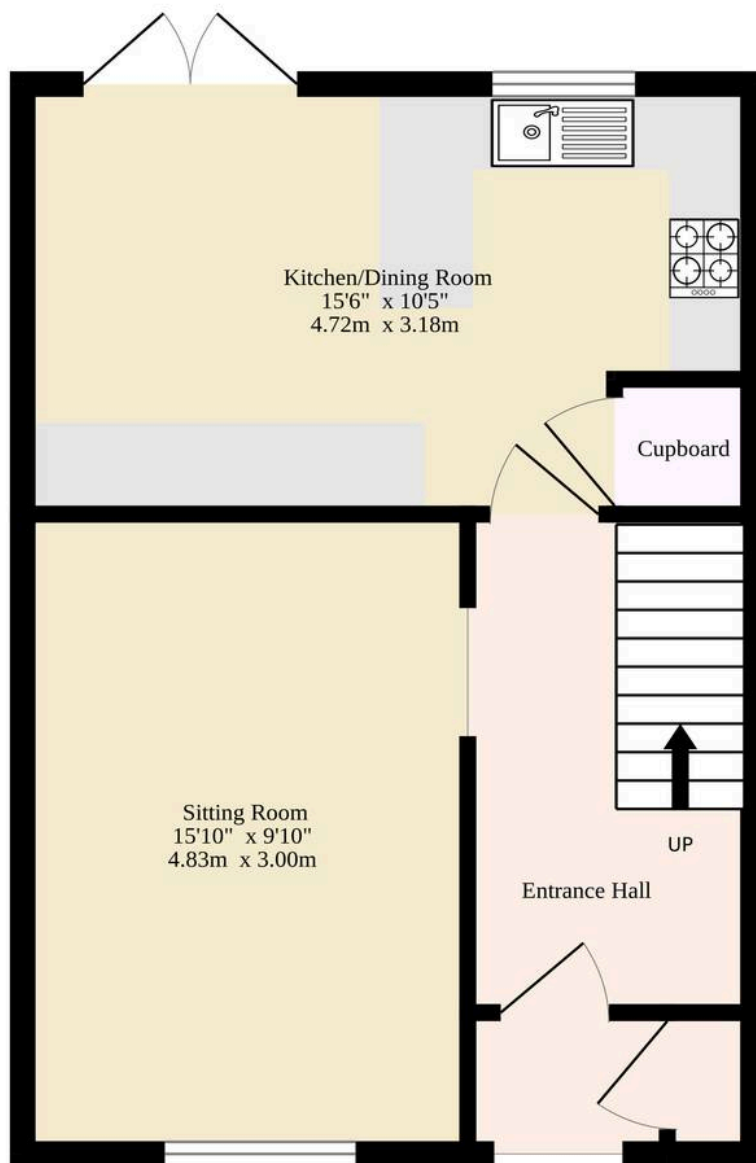 Kitchen/Dining Room
15'6" x 10'5"
4.72m x 3.18m
Cupboard
Sitting Room
15'10" x 9'10"
4.83m x 3.00m
UP
Entrance Hall